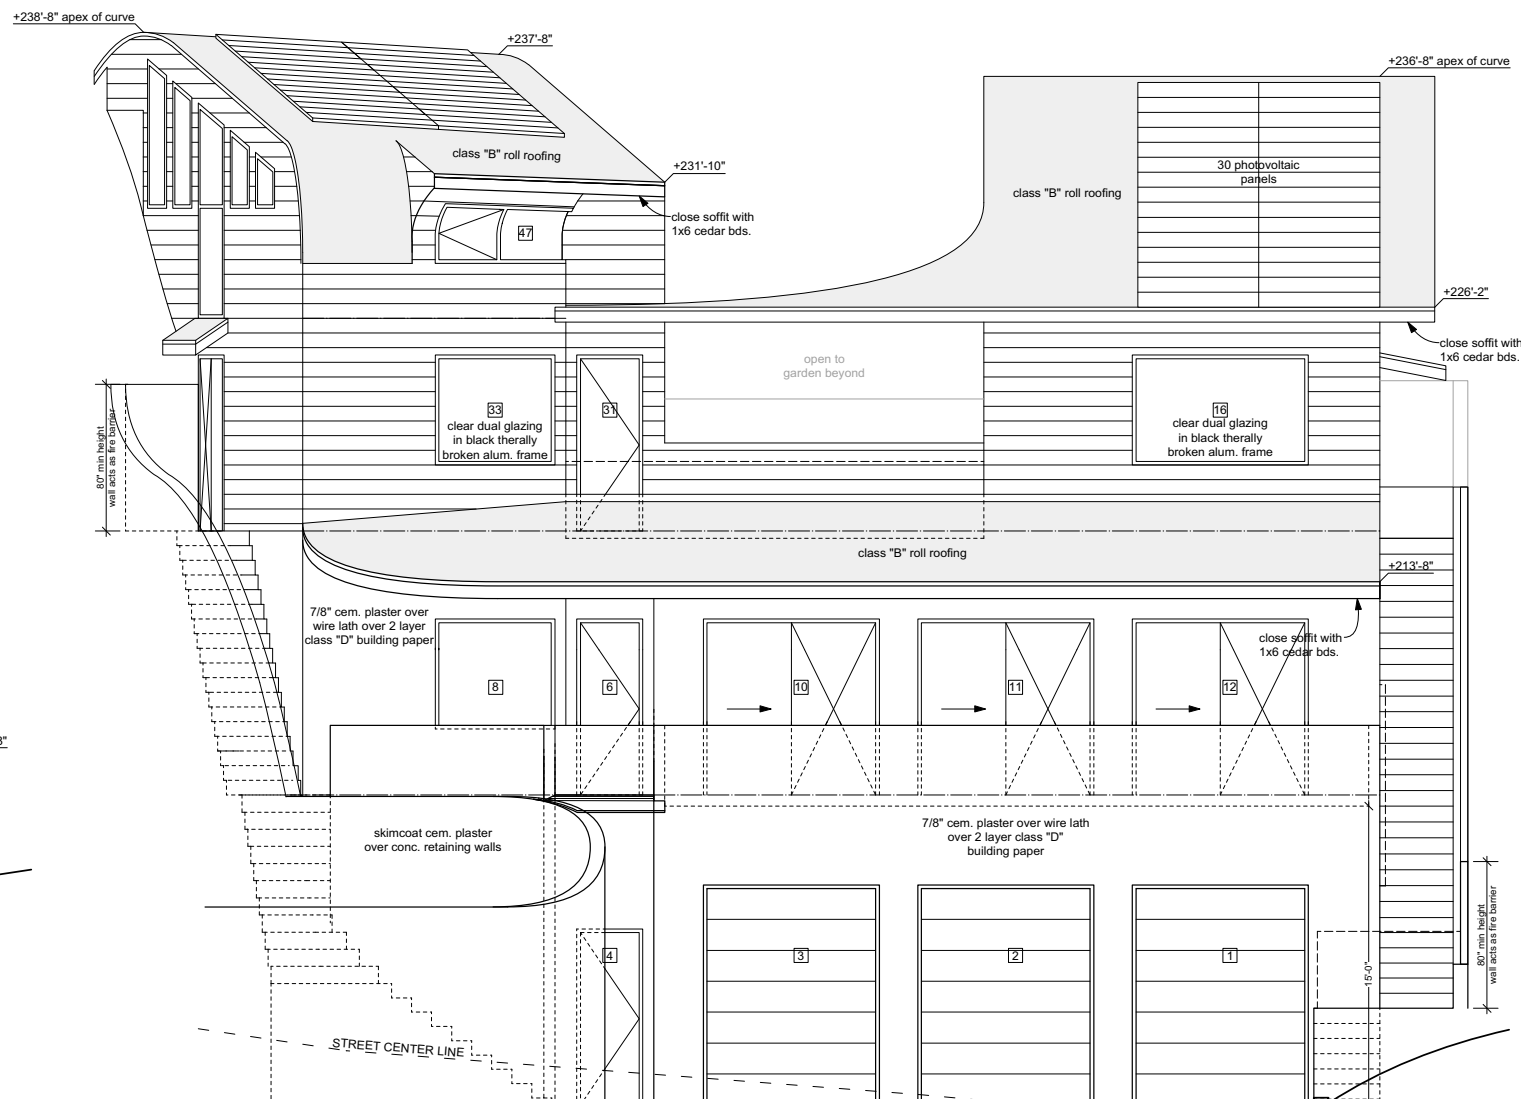 +238'-8" apex of curve
+237'-8"
+236'-8" apex of curve
class "B" roll roofing
+231'-10"
30 photovoltaic
panels
class "B" roll roofing
close soffit with
1x6 cedar bds.
47
+226'-2"
close soffit with
1x6 cedar bds.
open to
garden beyond
33
clear dual glazing
in black therally
broken alum. frame
31
16
clear dual glazing
in black therally
broken alum. frame
80" min height
wall acts as fire barrier
class "B" roll roofing
+213'-8"
7/8" cem. plaster over
wire lath over 2 layer
class "D" building paper
close soffit with
1x6 cedar bds.
8
6
10
11
12
8"
skimcoat cem. plaster
over conc. retaining walls
7/8" cem. plaster over wire lath
over 2 layer class "D"
building paper
80" min height
wall acts as fire barrier
4
3
2
1
15'-0"
STREET CENTER LINE